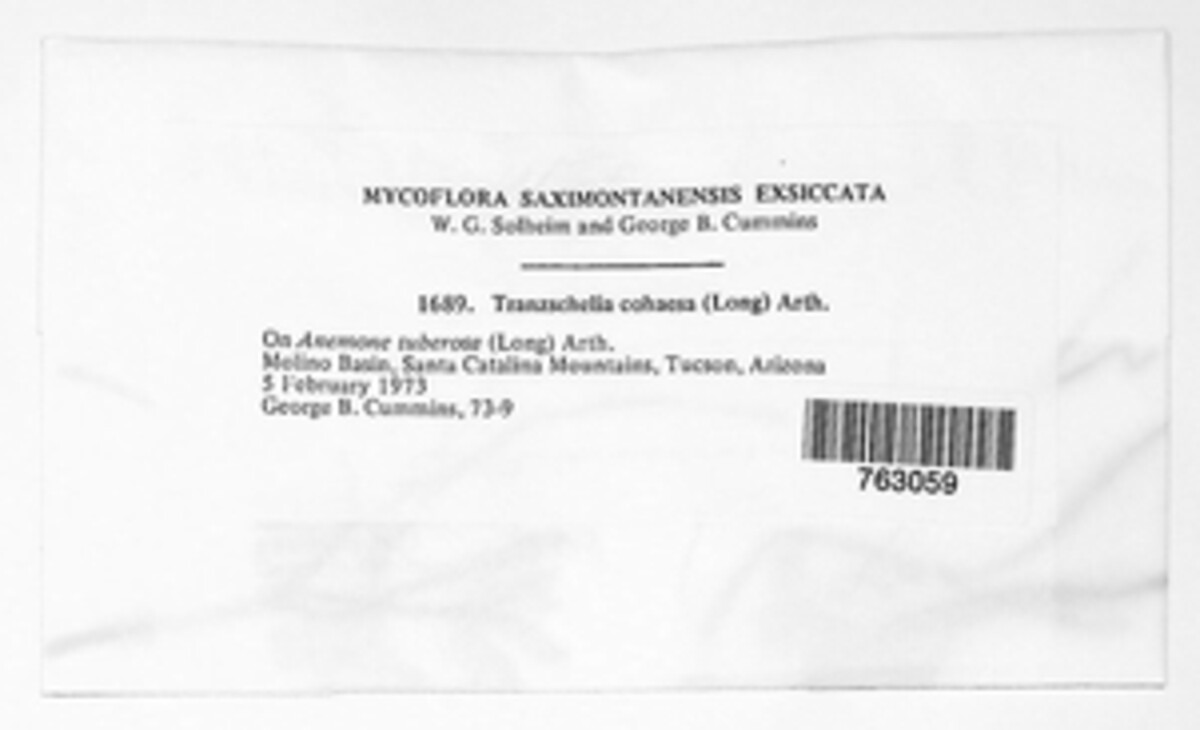 MYCOFLORA SAXIMONTANENSIS EXSICCATA
W. G. Solheim and George B. Cummins
1689. Tranzschelia cohaesa (Long) Arth.
On Anemone tuberosa (Long) Arth.
Molino Basin, Santa Catalina Mountains, Tucson, Arizona
5 February 1973
George B. Cummins, 73-9
763059